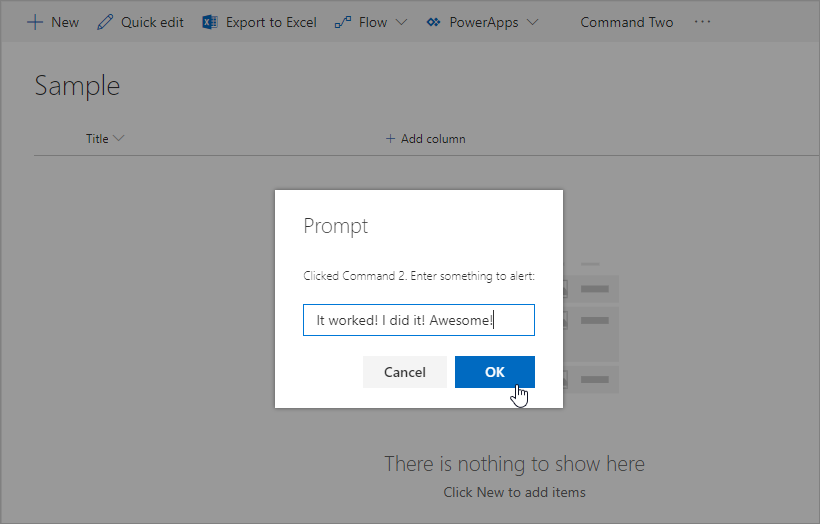 New Quick edit Export to Excel Flow PowerApps Command Two ...
Sample
Title Add column
Prompt
Clicked Command 2. Enter something to alert:
It worked! I did it! Awesome!
Cancel OK
There is nothing to show here
Click New to add items